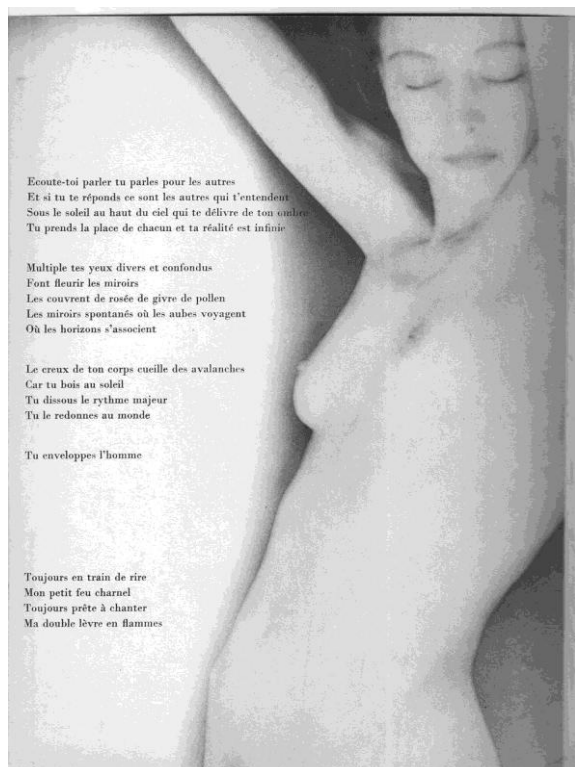 Ecoute-toi parler tu parles pour les autres
Et si tu te réponds ce sont les autres qui t'entendent
Sous le soleil au haut du ciel qui te délivre de ton ombre
Tu prends la place de chacun et ta réalité est infinie
Multiple tes yeux divers et confondus
Font fleurir les miroirs
Les couvrent de rosée de givre de pollen
Les miroirs spontanés où les aubes voyagent
Où les horizons s'associent
Le creux de ton corps cueille des avalanches
Car tu bois au soleil
Tu dissous le rythme majeur
Tu le redonnes au monde
Tu enveloppes l'homme
Toujours en train de rire
Mon petit feu charnel
Toujours prête à chanter
Ma double lèvre en flammes